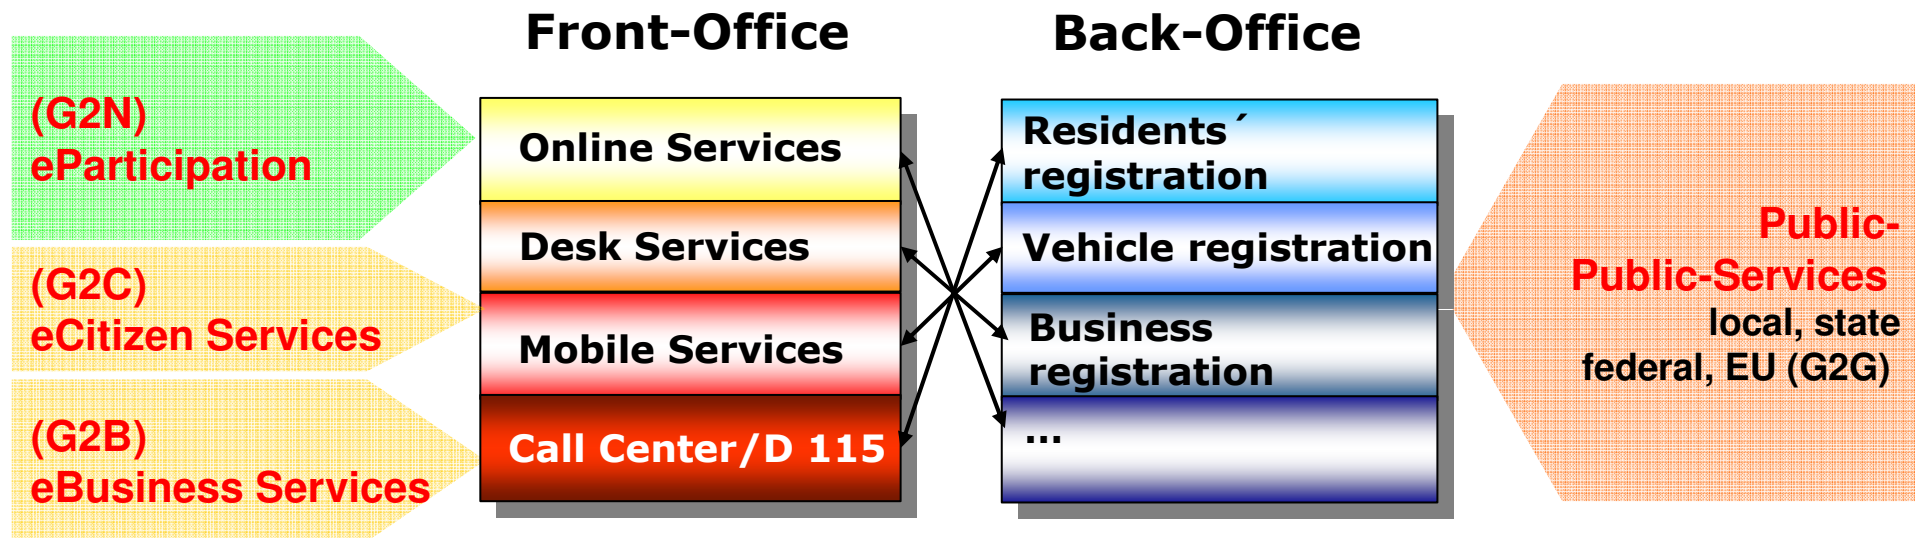 Front-Office
Back-Office
(G2N)
eParticipation
(G2C)
eCitizen Services
(G2B)
eBusiness Services
Online Services
Desk Services
Mobile Services
Call Center/D 115
Residents´
registration
Vehicle registration
Business
registration
...
Public-
Public-Services
local, state
federal, EU (G2G)